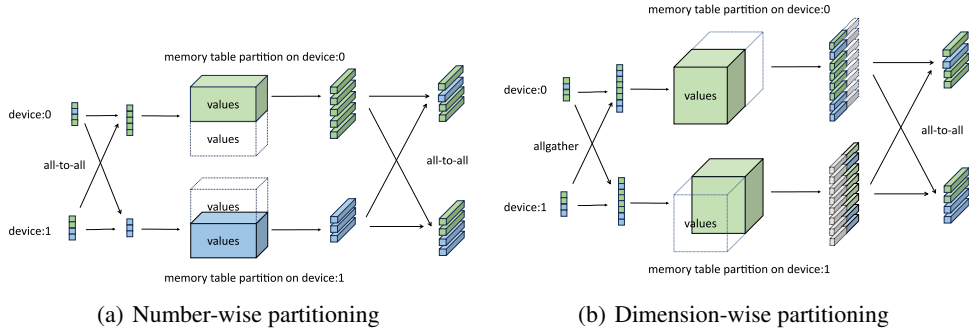 memory table partition on device:0
device:0
values
values
all-to-all
all-to-all
values
device:1
values
memory table partition on device:1
(a) Number-wise partitioning
memory table partition on device:0
device:0
values
allgather
all-to-all
device:1
values
memory table partition on device:1
(b) Dimension-wise partitioning